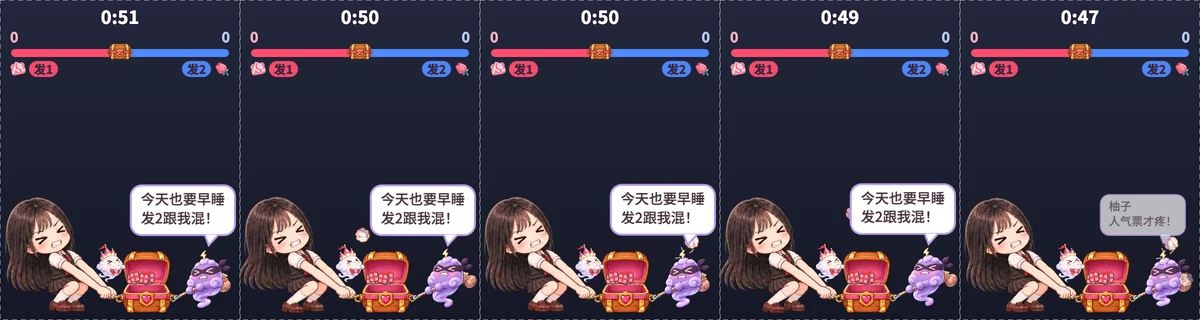 0:51
0 0
发1 发2
今天也要早睡
发2跟我混！
0:50
0 0
发1 发2
今天也要早睡
发2跟我混！
0:50
0 0
发1 发2
今天也要早睡
发2跟我混！
0:49
0 0
发1 发2
今天也要早睡
发2跟我混！
0:47
0 0
发1 发2
柚子
人气票才疼！